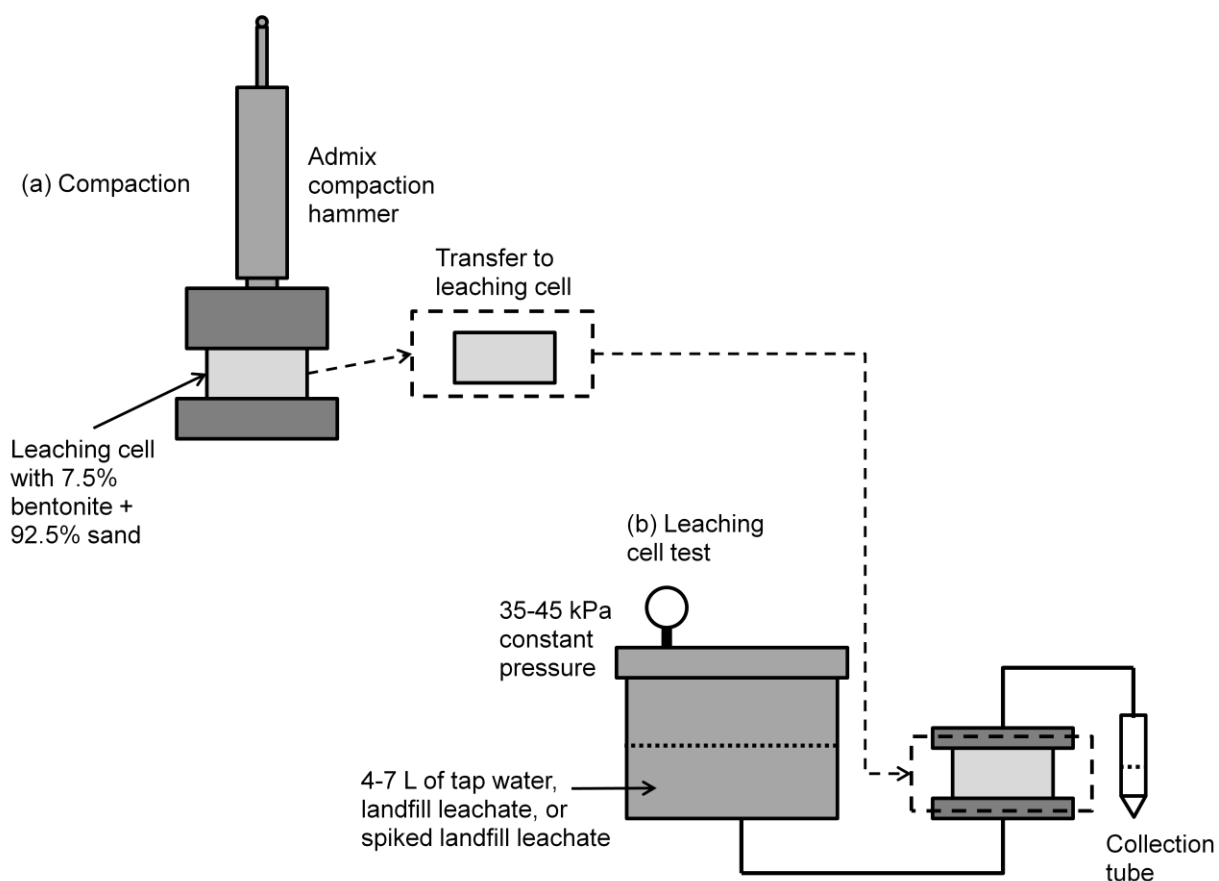 (a) Compaction
Admix
compaction
hammer
Transfer to
leaching cell
Leaching cell
with 7.5%
bentonite +
92.5% sand
(b) Leaching
cell test
35-45 kPa
constant
pressure
4-7 L of tap water,
landfill leachate, or
spiked landfill leachate
Collection
tube